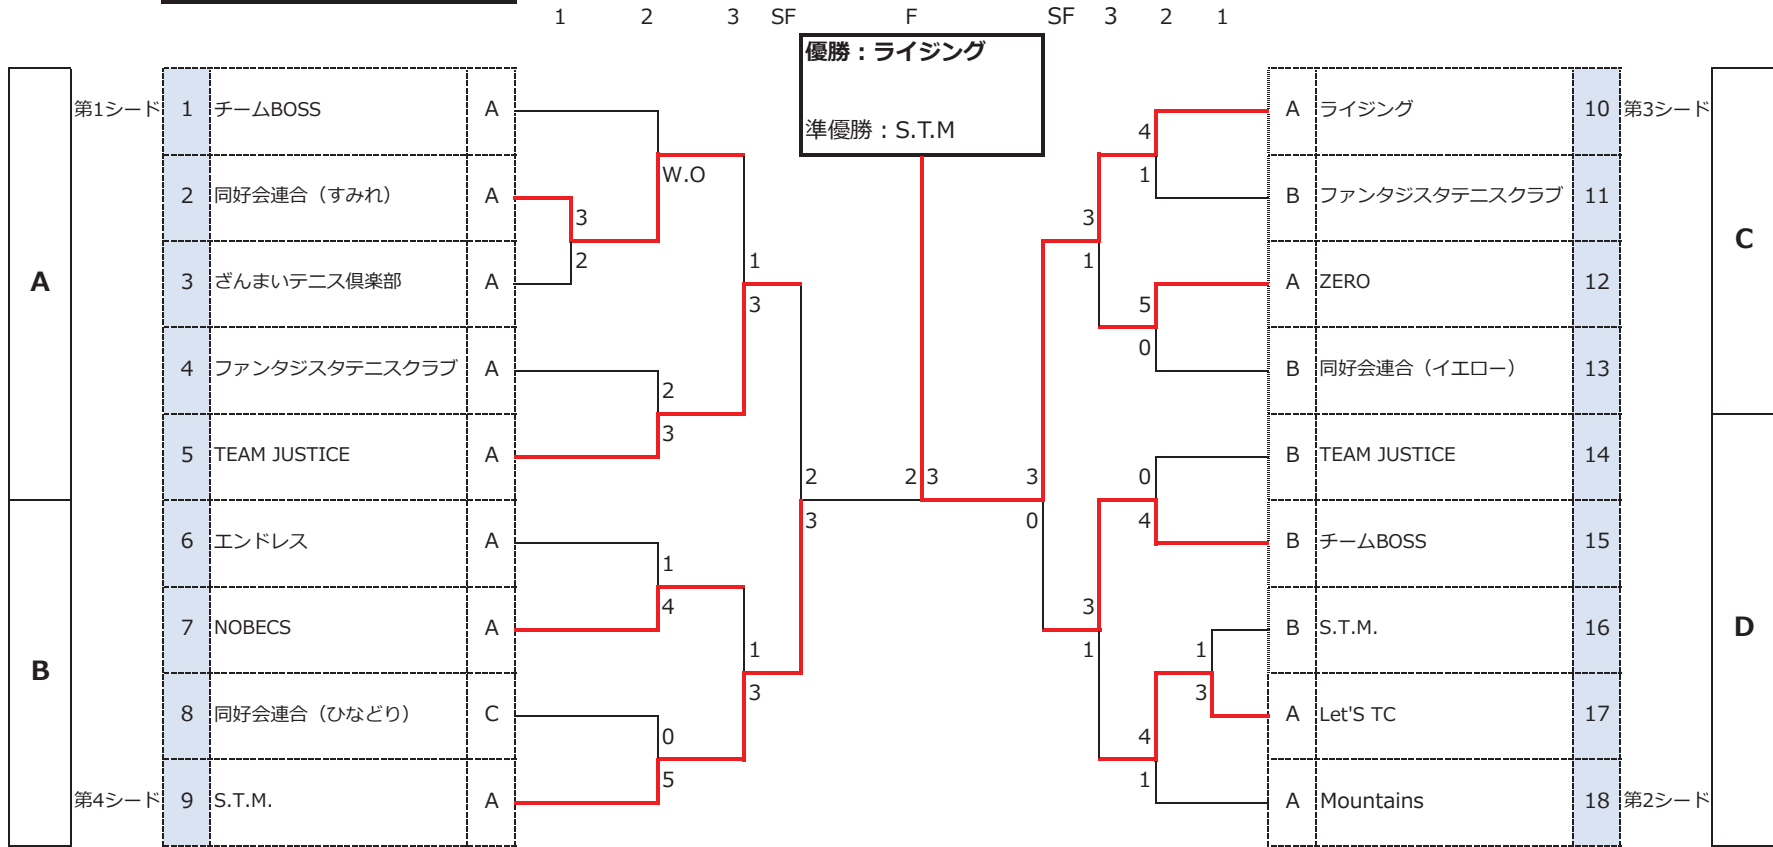 1 2 3 SF F SF 3 2 1
優勝：ライジング
準優勝：S.T.M
A
B
第1シード 1 チームBOSS A
2 同好会連合（すみれ） A
3 ざんまいテニス倶楽部 A
4 ファンタジスタテニスクラブ A
5 TEAM JUSTICE A
6 エンドレス A
7 NOBECS A
8 同好会連合（ひなどり） C
第4シード 9 S.T.M. A
W.O
3
2
1
3
2
3
1
4
1
3
0
5
2
3
2 3
3
0
4
1
3
1
5
0
0
4
3
1
1
3
4
1
A ライジング 10 第3シード
B ファンタジスタテニスクラブ 11
A ZERO 12
B 同好会連合（イエロー） 13
B TEAM JUSTICE 14
B チームBOSS 15
B S.T.M. 16
A Let'S TC 17
A Mountains 18 第2シード
C
D